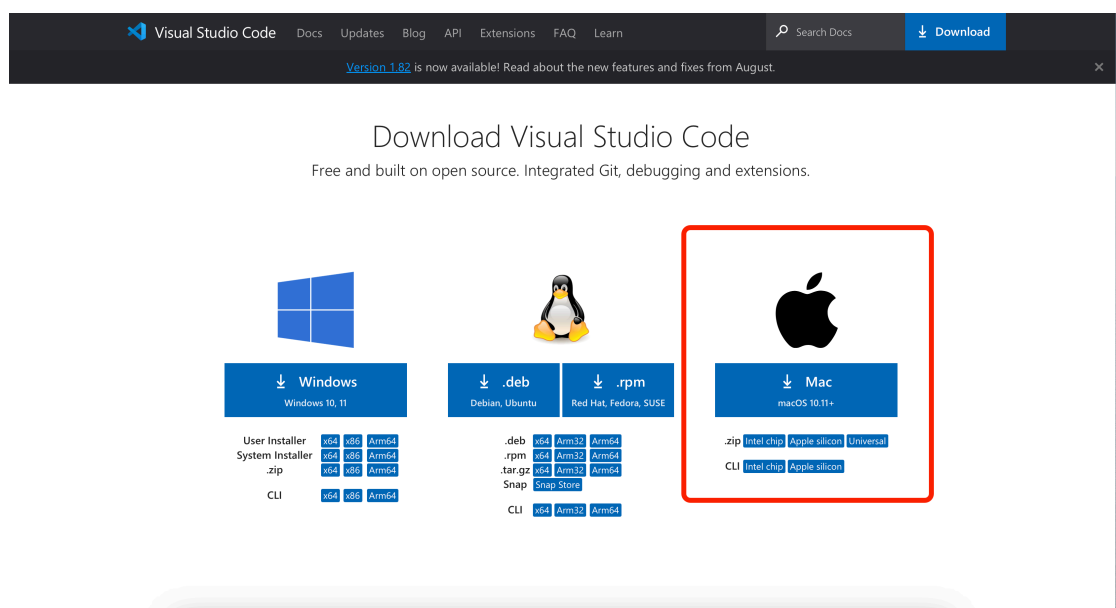 Visual Studio Code Docs Updates Blog API Extensions FAQ Learn Search Docs Download
Version 1.82 is now available! Read about the new features and fixes from August.
Download Visual Studio Code
Free and built on open source. Integrated Git, debugging and extensions.
Windows
Windows 10, 11
User Installer x64 x86 Arm64
System Installer x64 x86 Arm64
.zip x64 x86 Arm64
CLI x64 x86 Arm64
.deb
Debian, Ubuntu
.rpm
Red Hat, Fedora, SUSE
.deb x64 Arm32 Arm64
.rpm x64 Arm32 Arm64
.tar.gz x64 Arm32 Arm64
Snap Snap Store
CLI x64 Arm32 Arm64
Mac
macOS 10.11+
.zip Intel chip Apple silicon Universal
CLI Intel chip Apple silicon